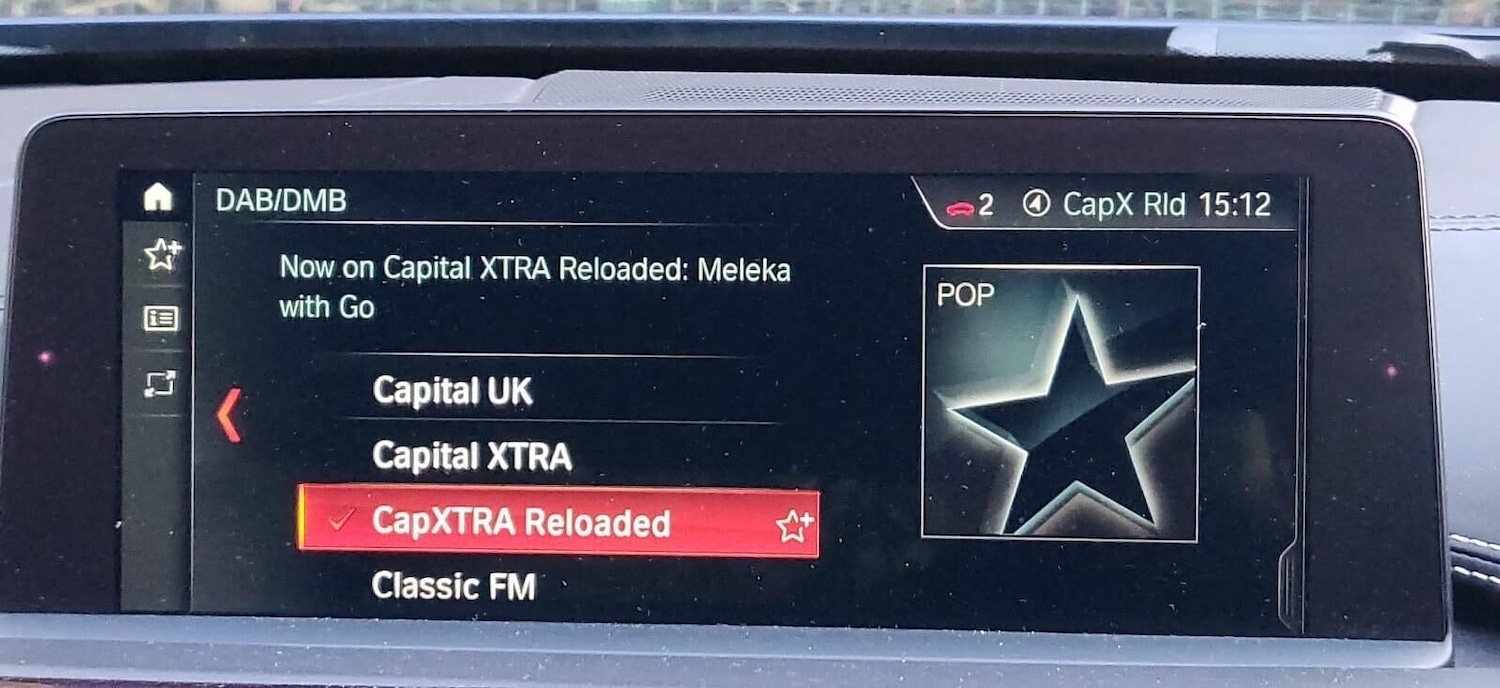 DAB/DMB
2 4 CapX Rld 15:12
Now on Capital XTRA Reloaded: Meleka
with Go
POP
Capital UK
Capital XTRA
CapXTRA Reloaded
Classic FM